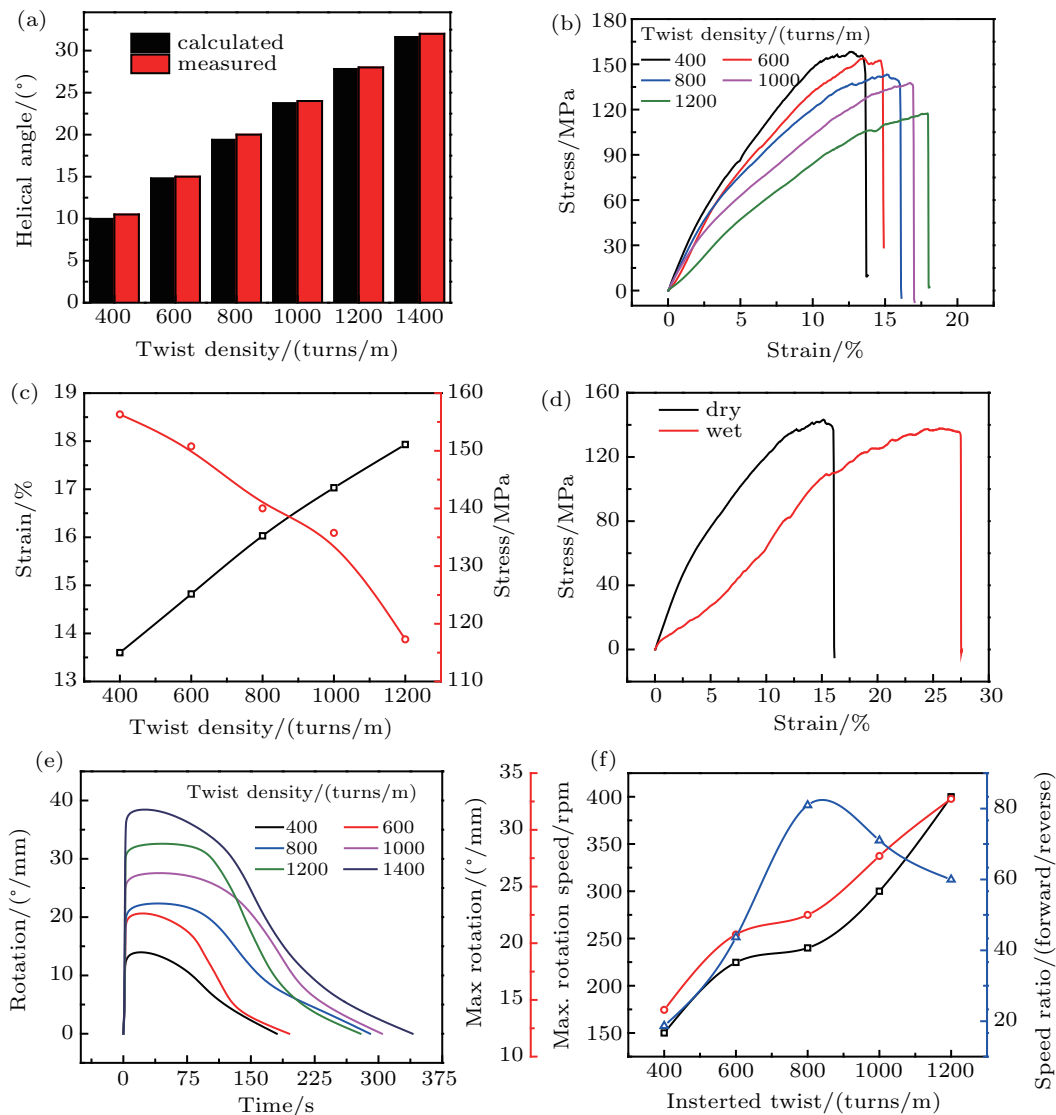 (a)
calculated
measured
Helical angle/(°)
30
25
20
15
10
5
0
400 600 800 1000 1200 1400
Twist density/(turns/m)
(b)
Twist density/(turns/m)
400 600
800 1000
1200
Stress/MPa
180
150
120
90
60
30
0
0 5 10 15 20
Strain/%
(c)
Strain/%
19
18
17
16
15
14
13
160
150
140
130
120
110
Stress/MPa
400 600 800 1000 1200
Twist density/(turns/m)
(d)
dry
wet
Stress/MPa
160
120
80
40
0
0 5 10 15 20 25 30
Strain/%
(e)
Twist density/(turns/m)
400 600
800 1000
1200 1400
Rotation/(°/mm)
40
30
20
10
0
0 75 150 225 300 375
Time/s
(f)
Max rotation/(°/mm)
35
30
25
20
15
10
Max. rotation speed/rpm
400
350
300
250
200
150
80
60
40
20
Speed ratio/(forward/reverse)
400 600 800 1000 1200
Insterted twist/(turns/m)